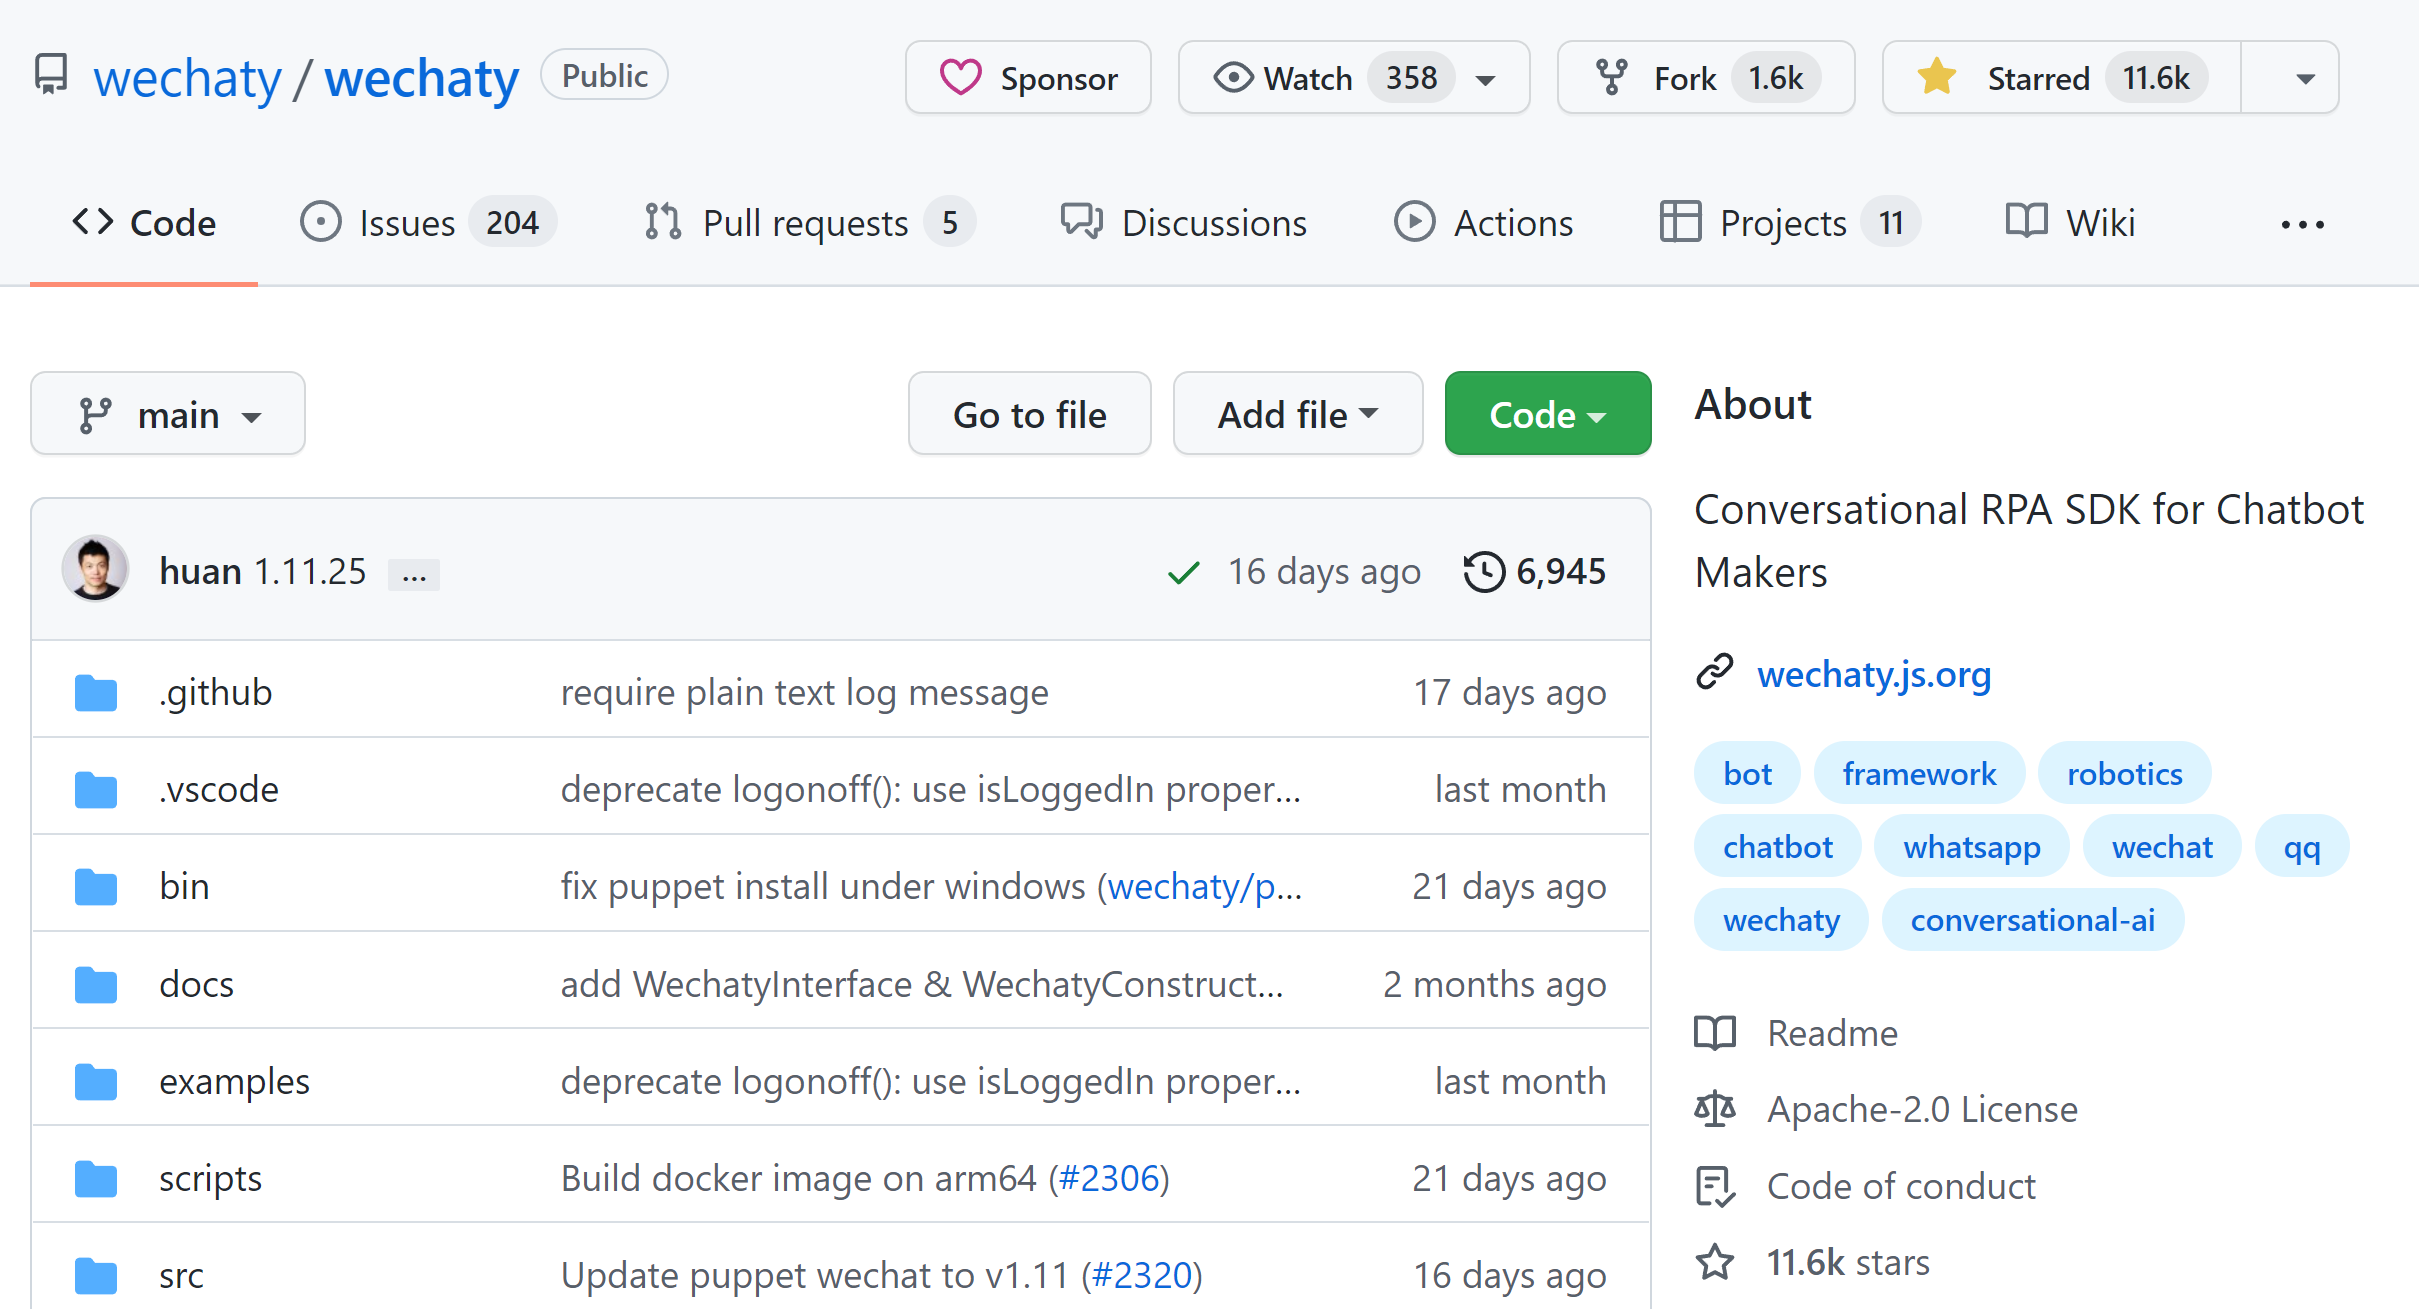 wechaty / wechaty Public Sponsor Watch 358 Fork 1.6k Starred 11.6k
Code Issues 204 Pull requests 5 Discussions Actions Projects 11 Wiki ...
main Go to file Add file Code
huan 1.11.25 ... 16 days ago 6,945
.github require plain text log message 17 days ago
.vscode deprecate logonoff(): use isLoggedIn proper... last month
bin fix puppet install under windows (wechaty/p... 21 days ago
docs add WechatyInterface & WechatyConstruct... 2 months ago
examples deprecate logonoff(): use isLoggedIn proper... last month
scripts Build docker image on arm64 (#2306) 21 days ago
src Update puppet wechat to v1.11 (#2320) 16 days ago
About
Conversational RPA SDK for Chatbot
Makers
wechaty.js.org
bot framework robotics
chatbot whatsapp wechat qq
wechaty conversational-ai
Readme
Apache-2.0 License
Code of conduct
11.6k stars